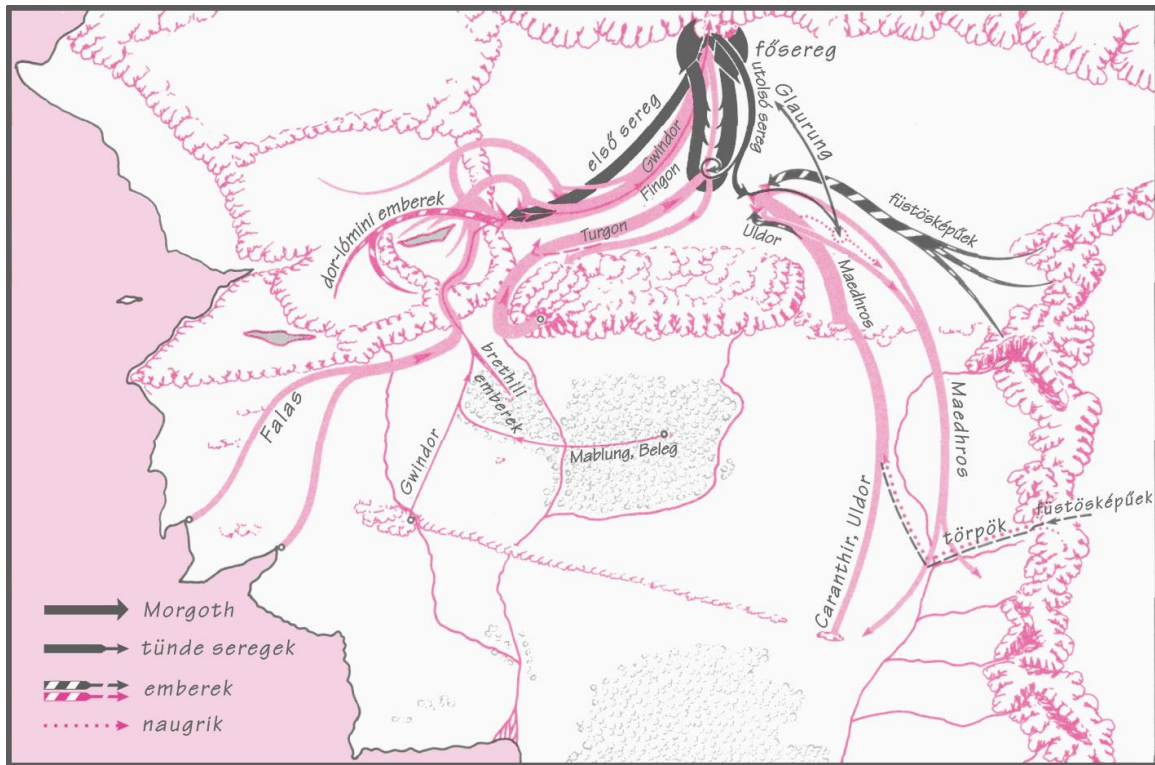 fősereg
utolsó sereg
Glaurung
első sereg
Gwindor
Fingon
dor-lómini emberek
Turgon
Uldor
füstösképűek
Maedhros
brethili
emberek
Maedhros
Falas
Mablung, Beleg
Gwindor
Caranthir, Uldor
törpök
füstösképűek
Morgoth
tünde seregek
emberek
naugrik